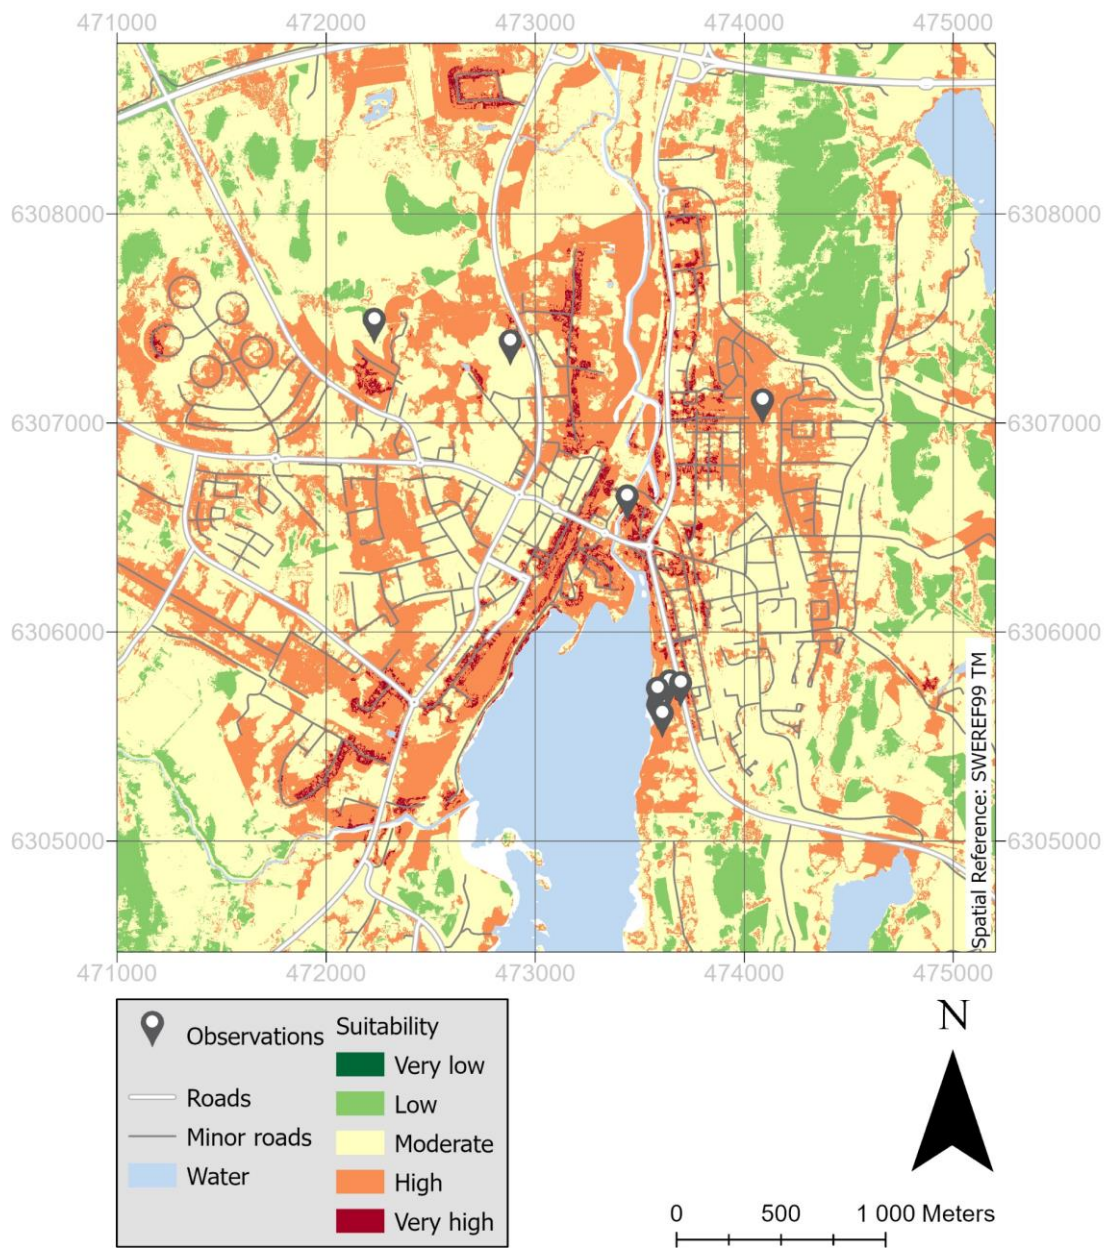 471000 472000 473000 474000 475000
6308000 6308000
6307000 6307000
6306000 6306000
6305000 6305000
Spatial Reference: SWEREF99 TM
471000 472000 473000 474000 475000
Observations
Roads
Minor roads
Water
Suitability
Very low
Low
Moderate
High
Very high
N
0 500 1 000 Meters